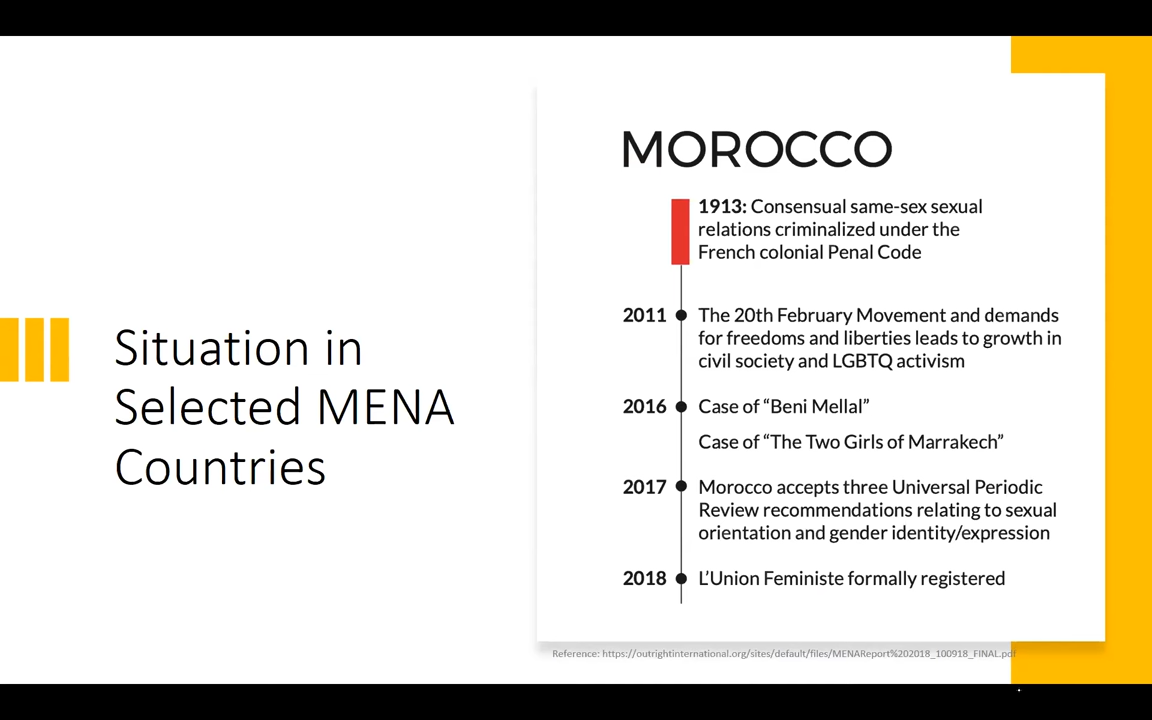 Situation in
Selected MENA
Countries
MOROCCO
1913: Consensual same-sex sexual
relations criminalized under the
French colonial Penal Code
2011 The 20th February Movement and demands
for freedoms and liberties leads to growth in
civil society and LGBTQ activism
2016 Case of “Beni Mellal”
Case of “The Two Girls of Marrakech”
2017 Morocco accepts three Universal Periodic
Review recommendations relating to sexual
orientation and gender identity/expression
2018 L’Union Feministe formally registered
Reference: https://outrightinternational.org/sites/default/files/MENAReport%202018_100918_FINAL.pdf